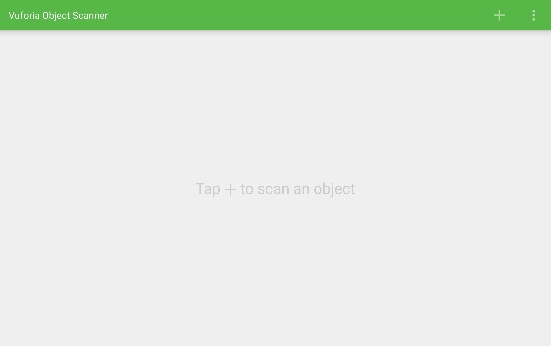 Vuforia Object Scanner
Tap + to scan an object